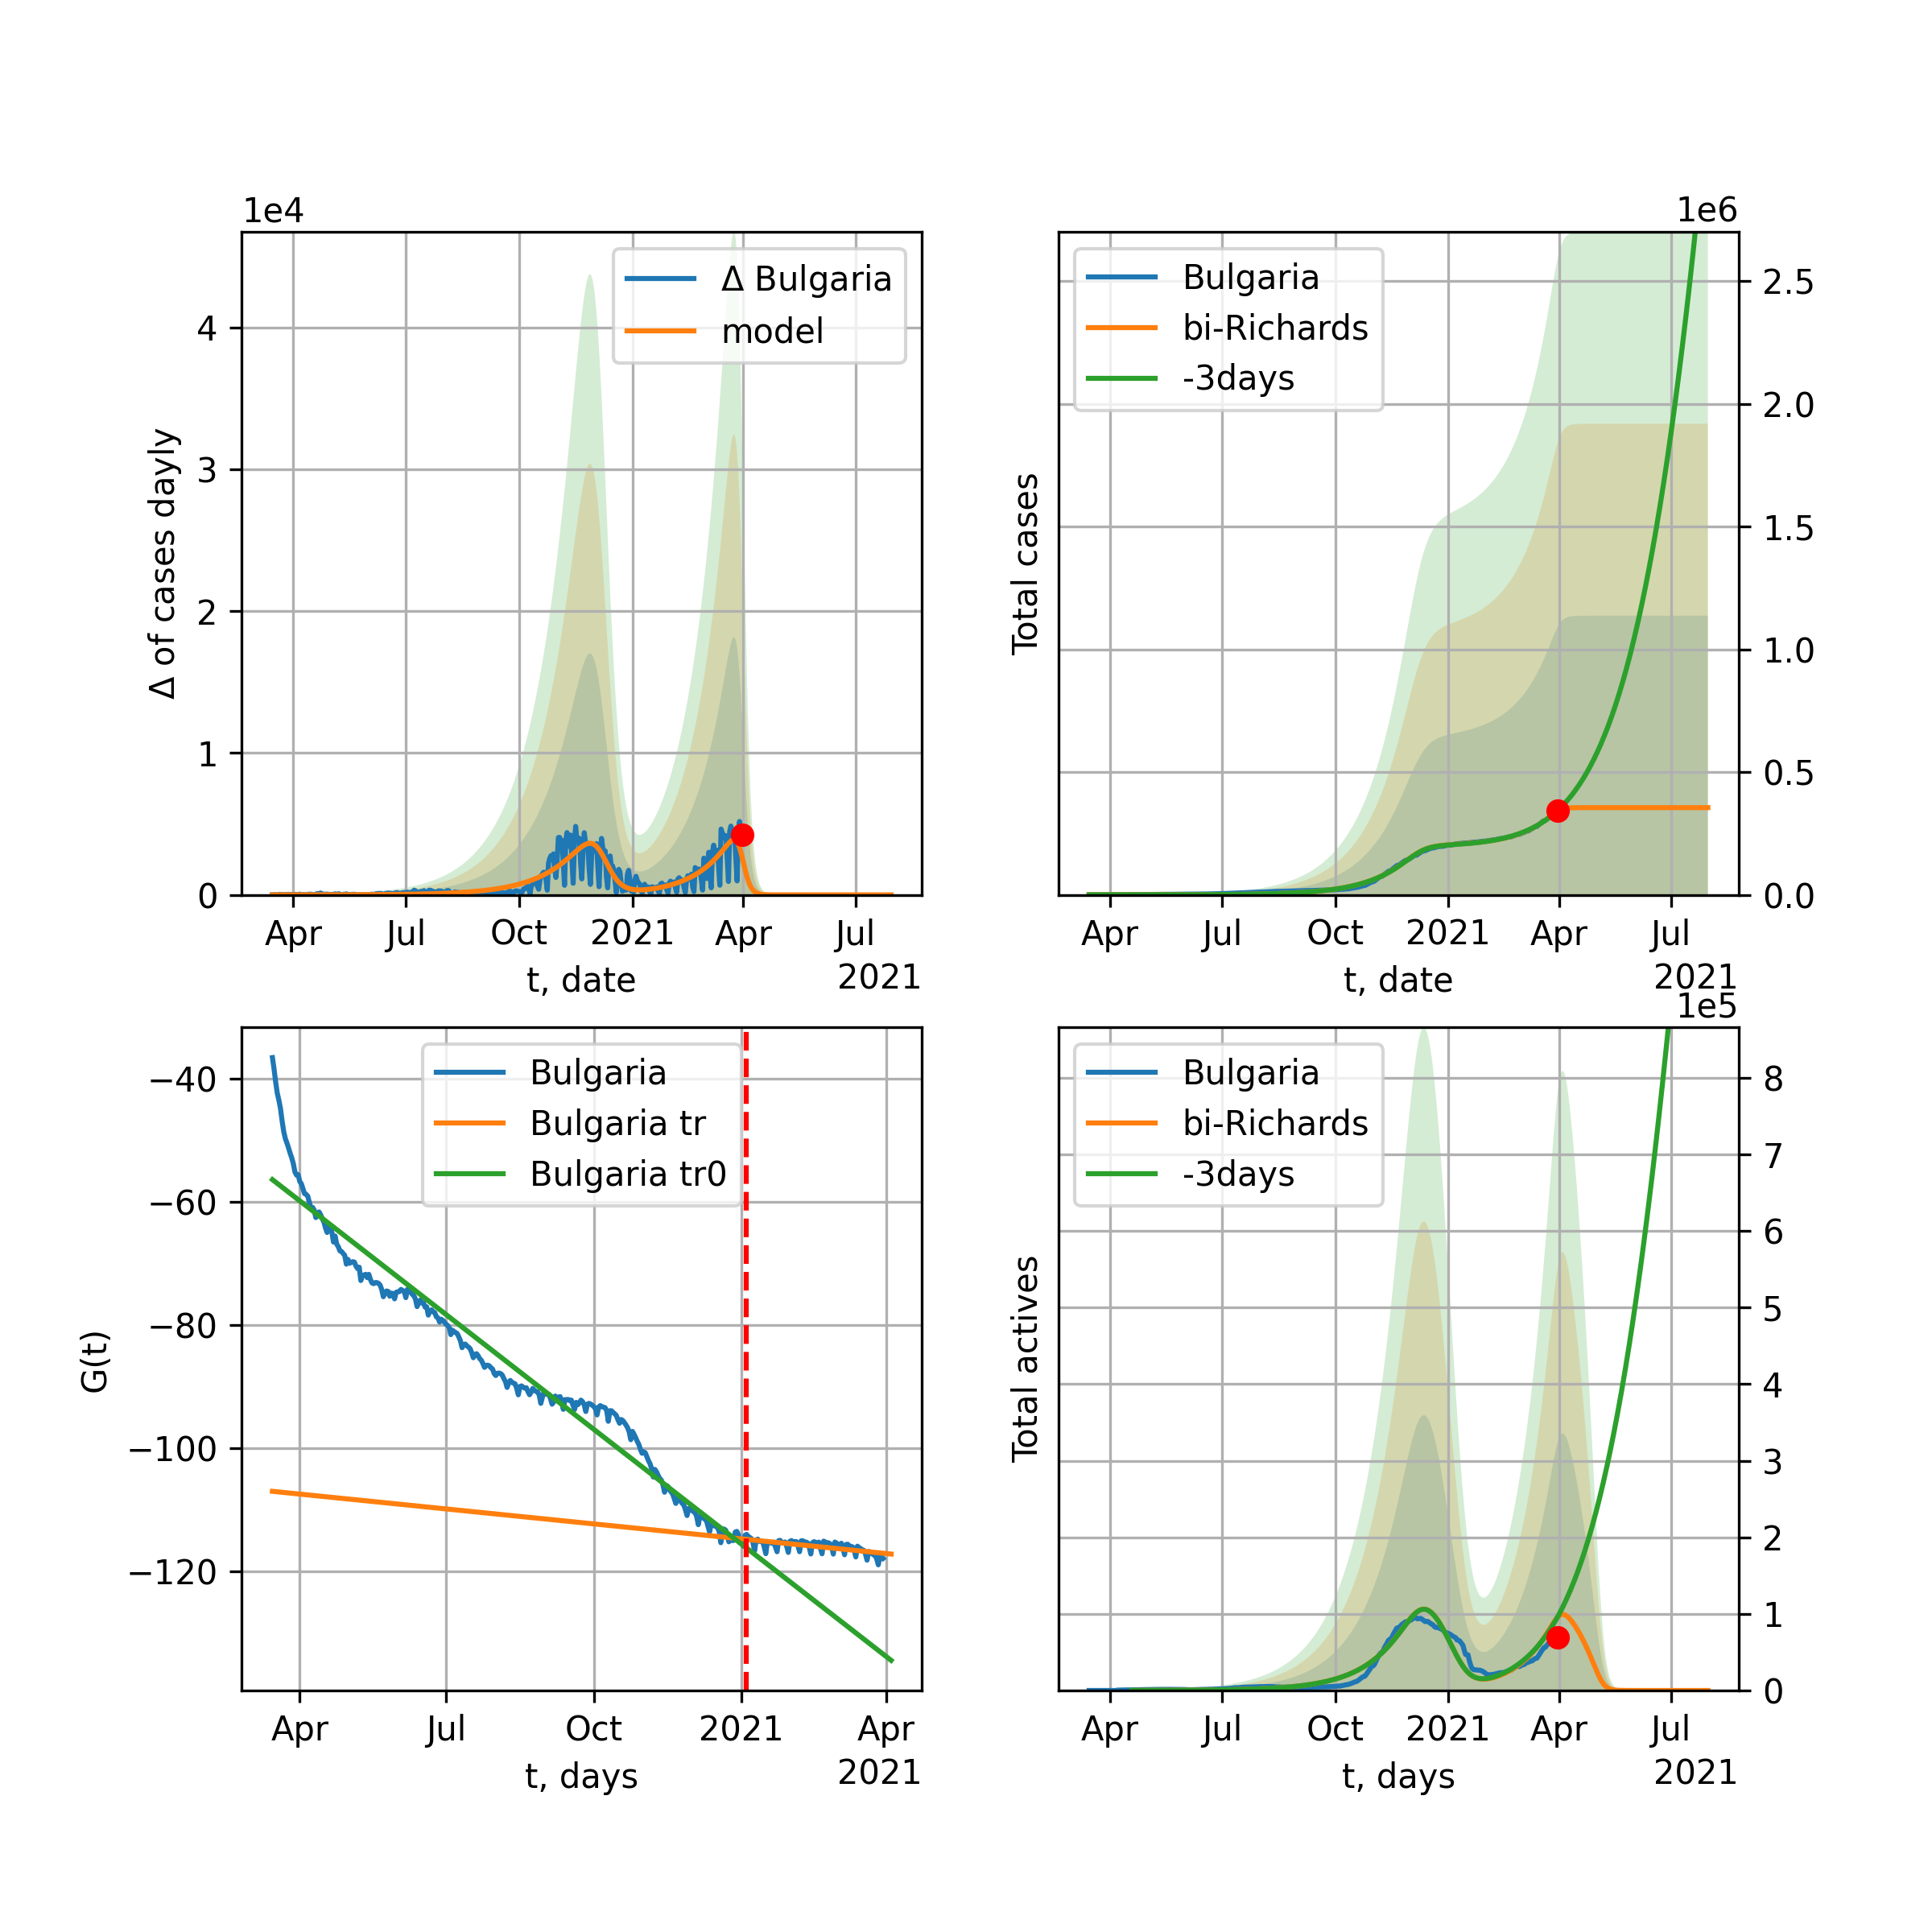 1e4
Δ Bulgaria
model
Δ of cases dayly
4
3
2
1
0
Apr Jul Oct 2021 Apr Jul
t, date
2021
1e6
Bulgaria
bi-Richards
-3days
Total cases
2.5
2.0
1.5
1.0
0.5
0.0
Apr Jul Oct 2021 Apr Jul
t, date
2021
Bulgaria
Bulgaria tr
Bulgaria tr0
G(t)
−40
−60
−80
−100
−120
Apr Jul Oct 2021 Apr
t, days
2021
1e5
Bulgaria
bi-Richards
-3days
Total actives
8
7
6
5
4
3
2
1
0
Apr Jul Oct 2021 Apr Jul
t, days
2021